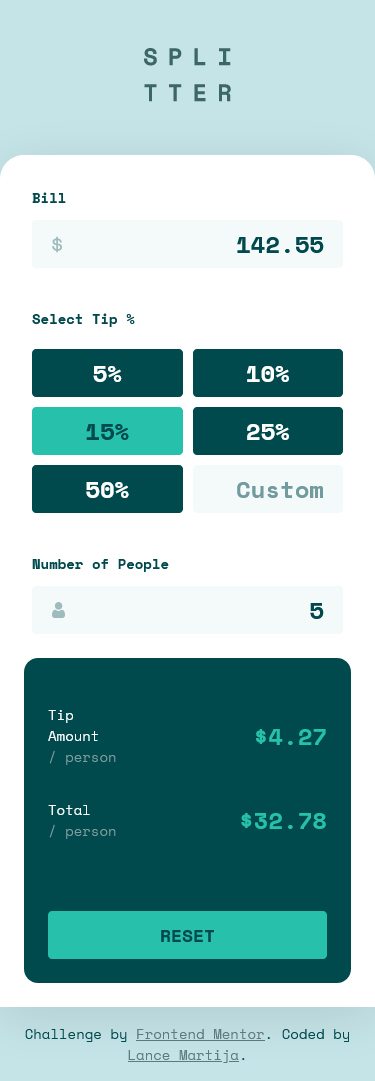 SPLI
TTER
Bill
$ 142.55
Select Tip %
5% 10%
15% 25%
50% Custom
Number of People
5
Tip
Amount
/ person
$4.27
Total
/ person
$32.78
RESET
Challenge by Frontend Mentor. Coded by
Lance Martija.